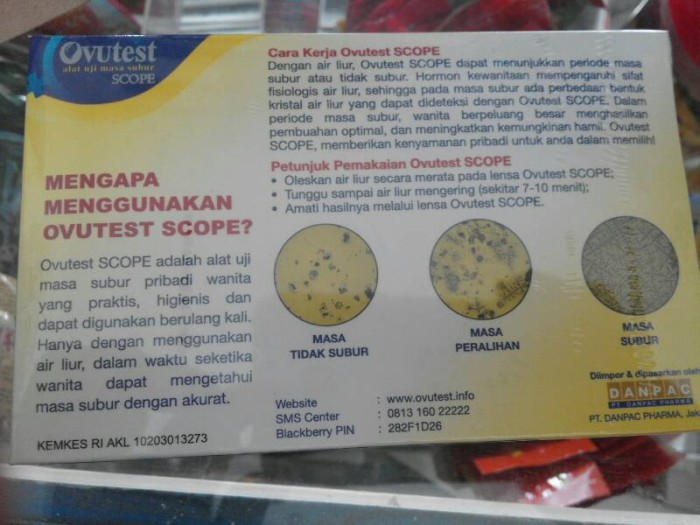 Ovutest
alat uji masa subur
SCOPE
MENGAPA
MENGGUNAKAN
OVUTEST SCOPE?
Ovutest SCOPE adalah alat uji
masa subur pribadi wanita
yang praktis, higienis dan
dapat digunakan berulang kali.
Hanya dengan menggunakan
air liur, dalam waktu seketika
wanita dapat mengetahui
masa subur dengan akurat.
KEMKES RI AKL 10203013273
Cara Kerja Ovutest SCOPE
Dengan air liur, Ovutest SCOPE dapat menunjukkan periode masa
subur atau tidak subur. Hormon kewanitaan mempengaruhi sifat
fisiologis air liur, sehingga pada masa subur ada perbedaan bentuk
kristal air liur yang dapat dideteksi dengan Ovutest SCOPE. Dalam
periode masa subur, wanita berpeluang besar menghasilkan
pembuahan optimal, dan meningkatkan kemungkinan hamil. Ovutest
SCOPE, memberikan kenyamanan pribadi untuk anda dalam memilih!
Petunjuk Pemakaian Ovutest SCOPE
• Oleskan air liur secara merata pada lensa Ovutest SCOPE;
• Tunggu sampai air liur mengering (sekitar 7-10 menit);
• Amati hasilnya melalui lensa Ovutest SCOPE.
MASA
TIDAK SUBUR
MASA
PERALIHAN
MASA
SUBUR
Website : www.ovutest.info
SMS Center : 0813 160 22222
Blackberry PIN : 282F1D26
Diimpor & dipasarkan oleh
DANPAC
PT. DANPAC PHARMA
PT. DANPAC PHARMA, Jak